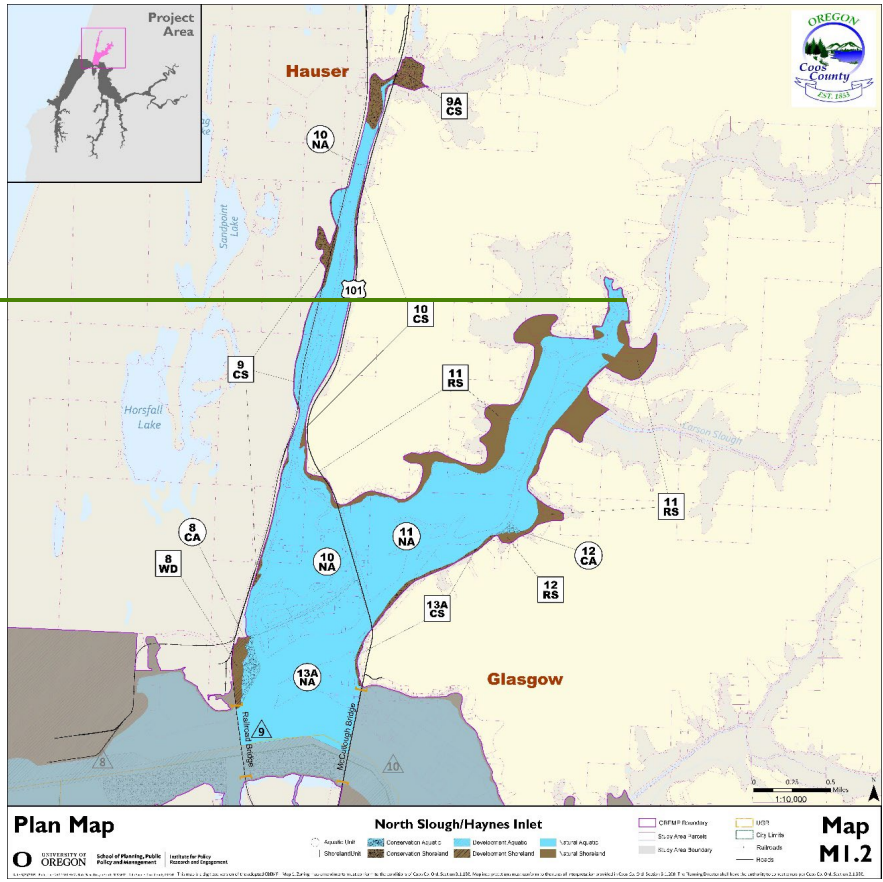 Project
Area
OREGON
Coos
County
EST. 1853
Hauser
9A
CS
10
NA
Sandpoint
Lake
101
10
CS
9
CS
11
RS
Horsfall
Lake
Carson Slough
11
RS
8
CA
11
NA
10
NA
12
CA
8
WD
12
RS
13A
CS
13A
NA
Glasgow
Railroad Bridge
McCullough Bridge
9
8
10
0 0.25 0.5
Miles
1:10,000
N
Plan Map
North Slough/Haynes Inlet
Map
M1.2
Aquatic Unit
Shoreland Unit
Conservation Aquatic
Conservation Shoreland
Development Aquatic
Development Shoreland
Natural Aquatic
Natural Shoreland
CBEMP Boundary
Study Area Parcels
Study Area Boundary
UGB
City Limits
Railroads
Roads
O UNIVERSITY OF
OREGON
School of Planning, Public
Policy and Management
Institute for Policy
Research and Engagement